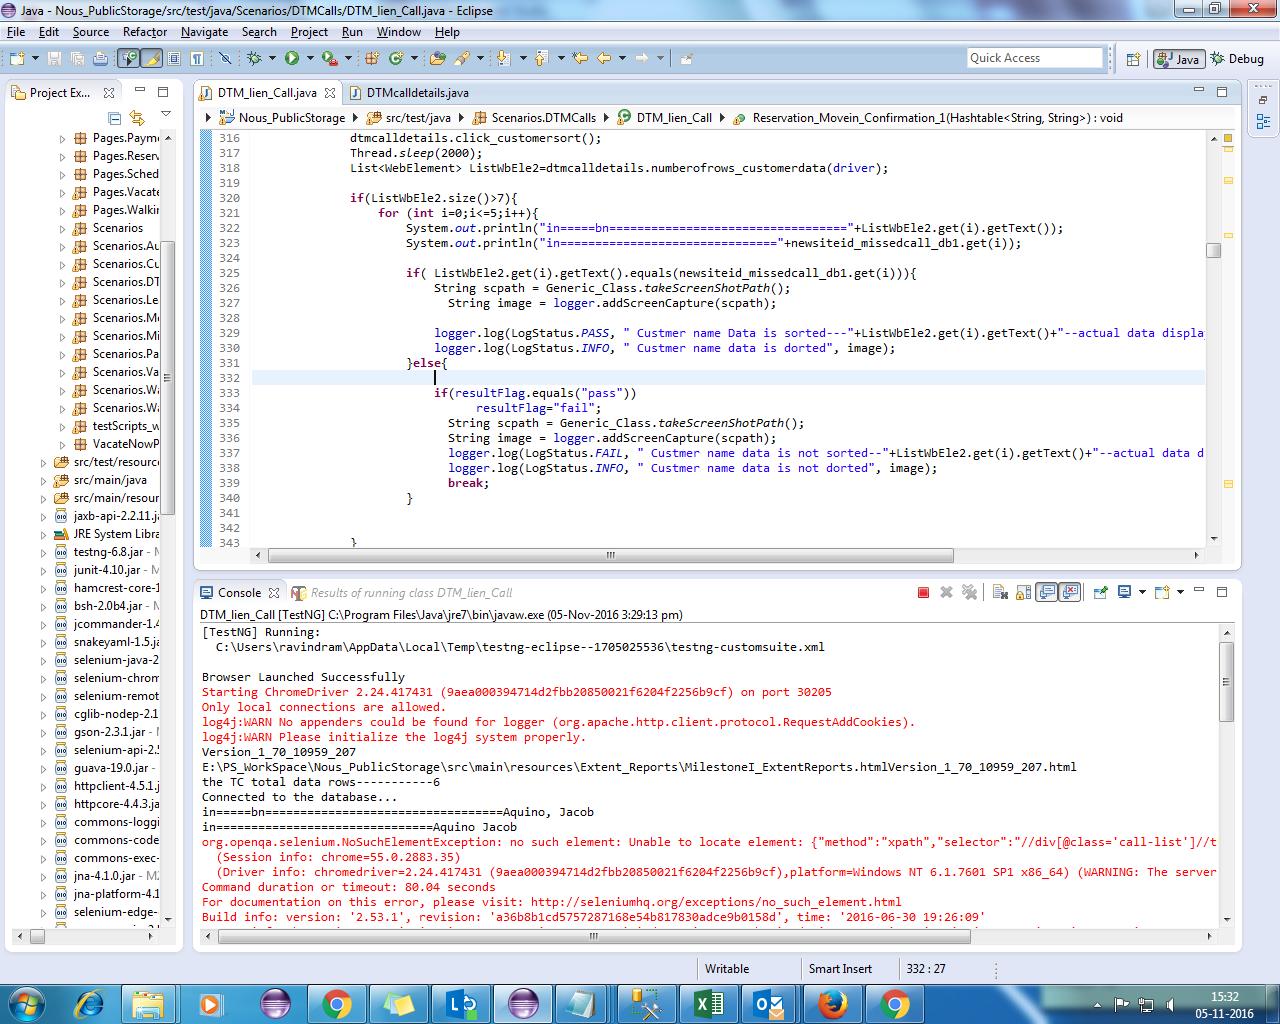 Java - Nous_PublicStorage/src/test/java/Scenarios/DTMCalls/DTM_lien_Call.java - Eclipse
File Edit Source Refactor Navigate Search Project Run Window Help
Quick Access
Java
Debug
Project Ex...
Pages.Paym
Pages.Reser
Pages.Sched
Pages.Vacat
Pages.Walki
Scenarios
Scenarios.Au
Scenarios.Cu
Scenarios.DT
Scenarios.Le
Scenarios.Mo
Scenarios.Mi
Scenarios.Pa
Scenarios.Va
Scenarios.Wa
Scenarios.Wa
testScripts_w
VacateNowP
src/test/resourc
src/main/java
src/main/resour
jaxb-api-2.2.11.ja
JRE System Libra
testng-6.8.jar - M
junit-4.10.jar - M
hamcrest-core-1
bsh-2.0b4.jar - M
jcommander-1.4
snakeyaml-1.5.ja
selenium-java-2
selenium-chrom
selenium-remot
cglib-nodep-2.1
gson-2.3.1.jar - M
selenium-api-2.5
guava-19.0.jar -
httpclient-4.5.1.j
httpcore-4.4.3.ja
commons-loggi
commons-code
commons-exec-
jna-4.1.0.jar - M2
jna-platform-4.1
selenium-edge-
DTM_lien_Call.java
DTMcalldetails.java
Nous_PublicStorage src/test/java Scenarios.DTMCalls DTM_lien_Call Reservation_Movein_Confirmation_1(Hashtable<String, String>) : void
316 dtmcalldetails.click_customersort();
317 Thread.sleep(2000);
318 List<WebElement> ListWbEle2=dtmcalldetails.numberofrows_customerdata(driver);
319
320 if(ListWbEle2.size()>7){
321 for (int i=0;i<=5;i++){
322 System.out.println("in=====bn=================================="+ListWbEle2.get(i).getText());
323 System.out.println("in==============================="+newsiteid_missedcall_db1.get(i));
324
325 if( ListWbEle2.get(i).getText().equals(newsiteid_missedcall_db1.get(i))){
326 String scpath = Generic_Class.takeScreenShotPath();
327 String image = logger.addScreenCapture(scpath);
328
329 logger.log(LogStatus.PASS, " Custmer name Data is sorted---"+ListWbEle2.get(i).getText()+"--actual data displa
330 logger.log(LogStatus.INFO, " Custmer name data is dorted", image);
331 }else{
332
333 if(resultFlag.equals("pass"))
334 resultFlag="fail";
335 String scpath = Generic_Class.takeScreenShotPath();
336 String image = logger.addScreenCapture(scpath);
337 logger.log(LogStatus.FAIL, " Custmer name data is not sorted--"+ListWbEle2.get(i).getText()+"--actual data d
338 logger.log(LogStatus.INFO, " Custmer name data is not dorted", image);
339 break;
340 }
341
342
343 }
Console
Results of running class DTM_lien_Call
DTM_lien_Call [TestNG] C:\Program Files\Java\jre7\bin\javaw.exe (05-Nov-2016 3:29:13 pm)
[TestNG] Running:
C:\Users\ravindram\AppData\Local\Temp\testng-eclipse--1705025536\testng-customsuite.xml
Browser Launched Successfully
Starting ChromeDriver 2.24.417431 (9aea000394714d2fbb20850021f6204f2256b9cf) on port 30205
Only local connections are allowed.
log4j:WARN No appenders could be found for logger (org.apache.http.client.protocol.RequestAddCookies).
log4j:WARN Please initialize the log4j system properly.
Version_1_70_10959_207
E:\PS_WorkSpace\Nous_PublicStorage\src\main\resources\Extent_Reports\MilestoneI_ExtentReports.htmlVersion_1_70_10959_207.html
the TC total data rows-----------6
Connected to the database...
in=====bn==================================Aquino, Jacob
in===============================Aquino Jacob
org.openqa.selenium.NoSuchElementException: no such element: Unable to locate element: {"method":"xpath","selector":"//div[@class='call-list']//t
(Session info: chrome=55.0.2883.35)
(Driver info: chromedriver=2.24.417431 (9aea000394714d2fbb20850021f6204f2256b9cf),platform=Windows NT 6.1.7601 SP1 x86_64) (WARNING: The server
Command duration or timeout: 80.04 seconds
For documentation on this error, please visit: http://seleniumhq.org/exceptions/no_such_element.html
Build info: version: '2.53.1', revision: 'a36b8b1cd5757287168e54b817830adce9b0158d', time: '2016-06-30 19:26:09'
Writable
Smart Insert
332 : 27
15:32
05-11-2016